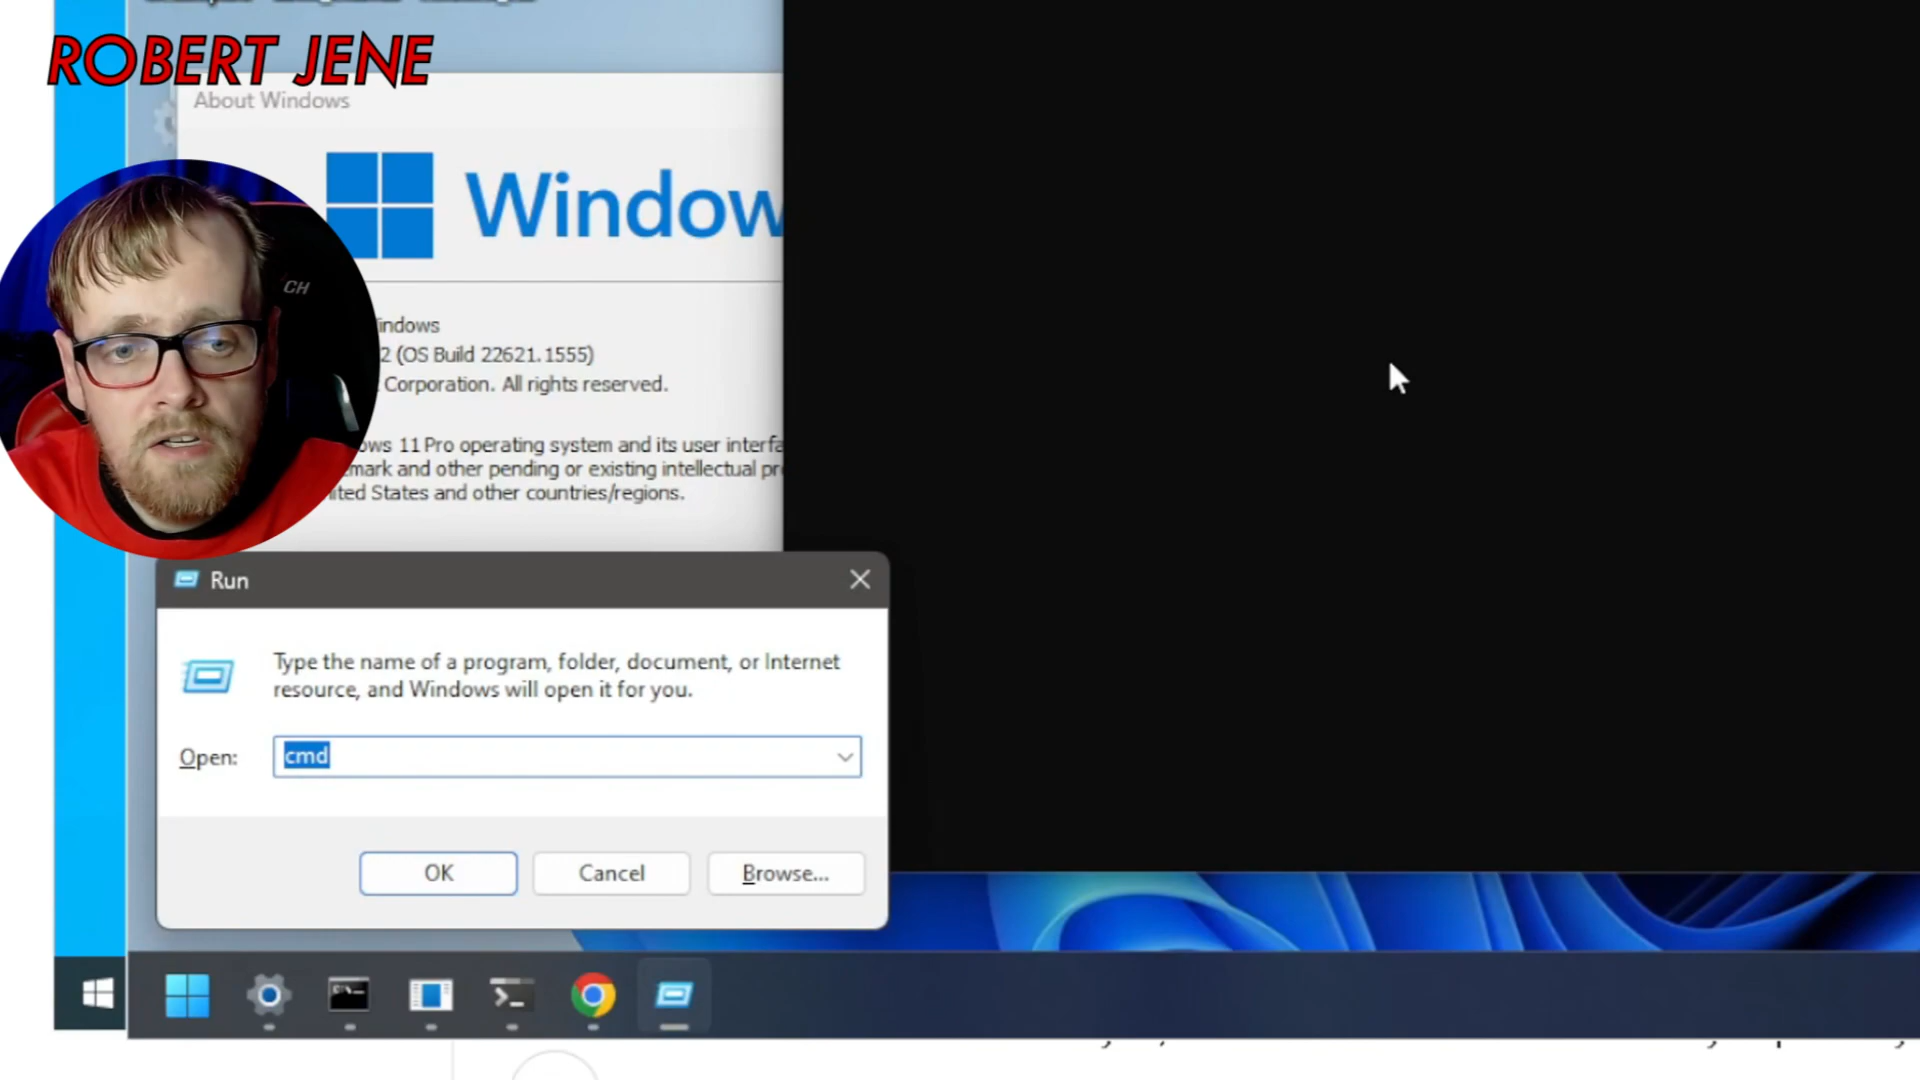 ROBERT JENE
About Windows
Window
CH
indows
2 (OS Build 22621.1555)
Corporation. All rights reserved.
ows 11 Pro operating system and its user interfa
mark and other pending or existing intellectual pr
ited States and other countries/regions.
Run
Type the name of a program, folder, document, or Internet
resource, and Windows will open it for you.
Open: cmd
OK Cancel Browse...